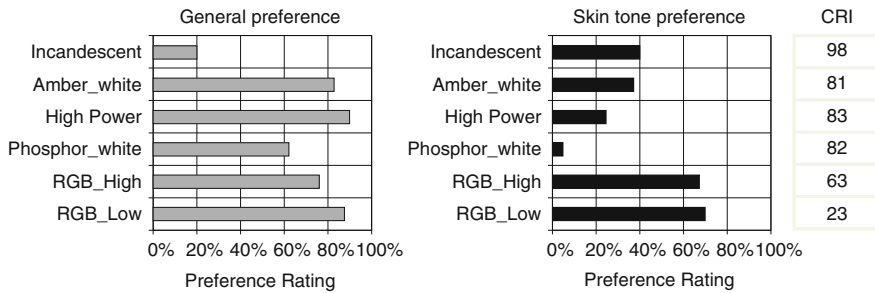 General preference
Incandescent
Amber_white
High Power
Phosphor_white
RGB_High
RGB_Low
0% 20% 40% 60% 80% 100%
Preference Rating
Skin tone preference
Incandescent
Amber_white
High Power
Phosphor_white
RGB_High
RGB_Low
0% 20% 40% 60% 80% 100%
Preference Rating
CRI
98
81
83
82
63
23